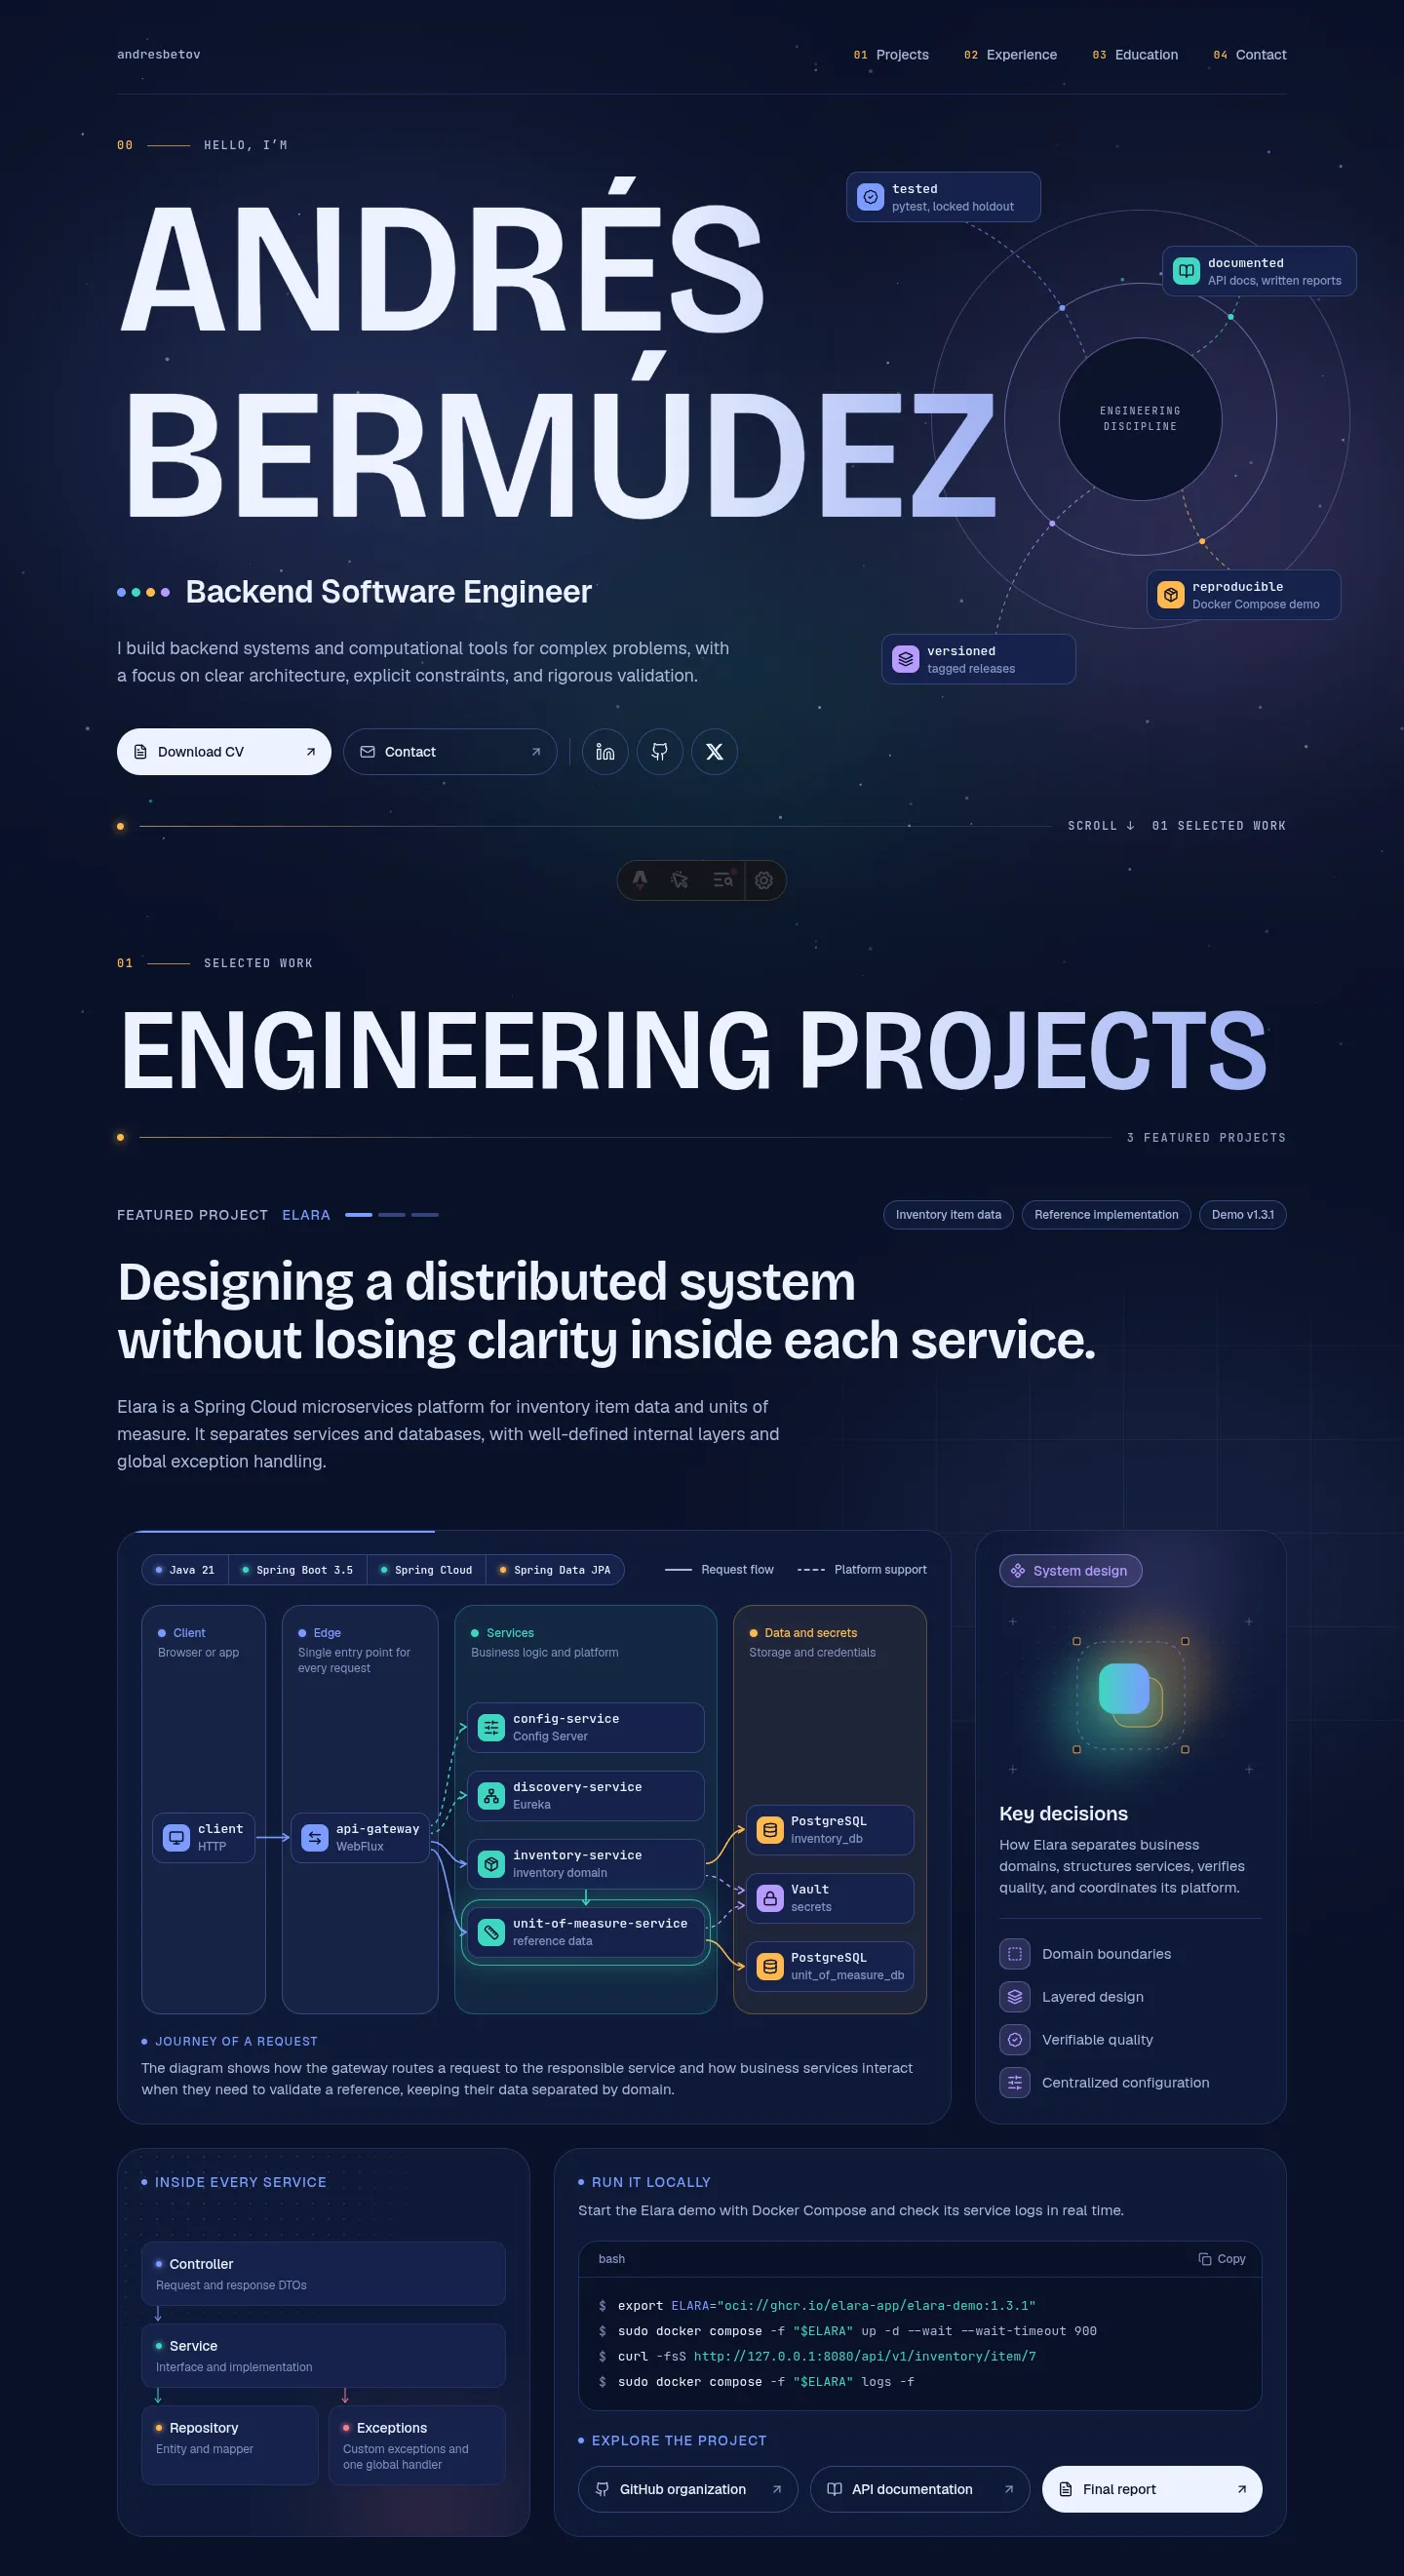 andresbetov
01 Projects
02 Experience
03 Education
04 Contact
00 HELLO, I’M
ANDRÉS
BERMÚDEZ
tested
pytest, locked holdout
documented
API docs, written reports
ENGINEERING
DISCIPLINE
reproducible
Docker Compose demo
versioned
tagged releases
Backend Software Engineer
I build backend systems and computational tools for complex problems, with
a focus on clear architecture, explicit constraints, and rigorous validation.
Download CV
Contact
SCROLL ↓ 01 SELECTED WORK
01 SELECTED WORK
ENGINEERING PROJECTS
3 FEATURED PROJECTS
FEATURED PROJECT ELARA
Inventory item data
Reference implementation
Demo v1.3.1
Designing a distributed system
without losing clarity inside each service.
Elara is a Spring Cloud microservices platform for inventory item data and units of
measure. It separates services and databases, with well-defined internal layers and
global exception handling.
Java 21
Spring Boot 3.5
Spring Cloud
Spring Data JPA
Request flow
Platform support
Client
Browser or app
client
HTTP
Edge
Single entry point for
every request
api-gateway
WebFlux
Services
Business logic and platform
config-service
Config Server
discovery-service
Eureka
inventory-service
inventory domain
unit-of-measure-service
reference data
Data and secrets
Storage and credentials
PostgreSQL
inventory_db
Vault
secrets
PostgreSQL
unit_of_measure_db
JOURNEY OF A REQUEST
The diagram shows how the gateway routes a request to the responsible service and how business services interact
when they need to validate a reference, keeping their data separated by domain.
System design
Key decisions
How Elara separates business
domains, structures services, verifies
quality, and coordinates its platform.
Domain boundaries
Layered design
Verifiable quality
Centralized configuration
INSIDE EVERY SERVICE
Controller
Request and response DTOs
Service
Interface and implementation
Repository
Entity and mapper
Exceptions
Custom exceptions and
one global handler
RUN IT LOCALLY
Start the Elara demo with Docker Compose and check its service logs in real time.
bash
Copy
$ export ELARA="oci://ghcr.io/elara-app/elara-demo:1.3.1"
$ sudo docker compose -f "$ELARA" up -d --wait --wait-timeout 900
$ curl -fsS http://127.0.0.1:8080/api/v1/inventory/item/7
$ sudo docker compose -f "$ELARA" logs -f
EXPLORE THE PROJECT
GitHub organization
API documentation
Final report